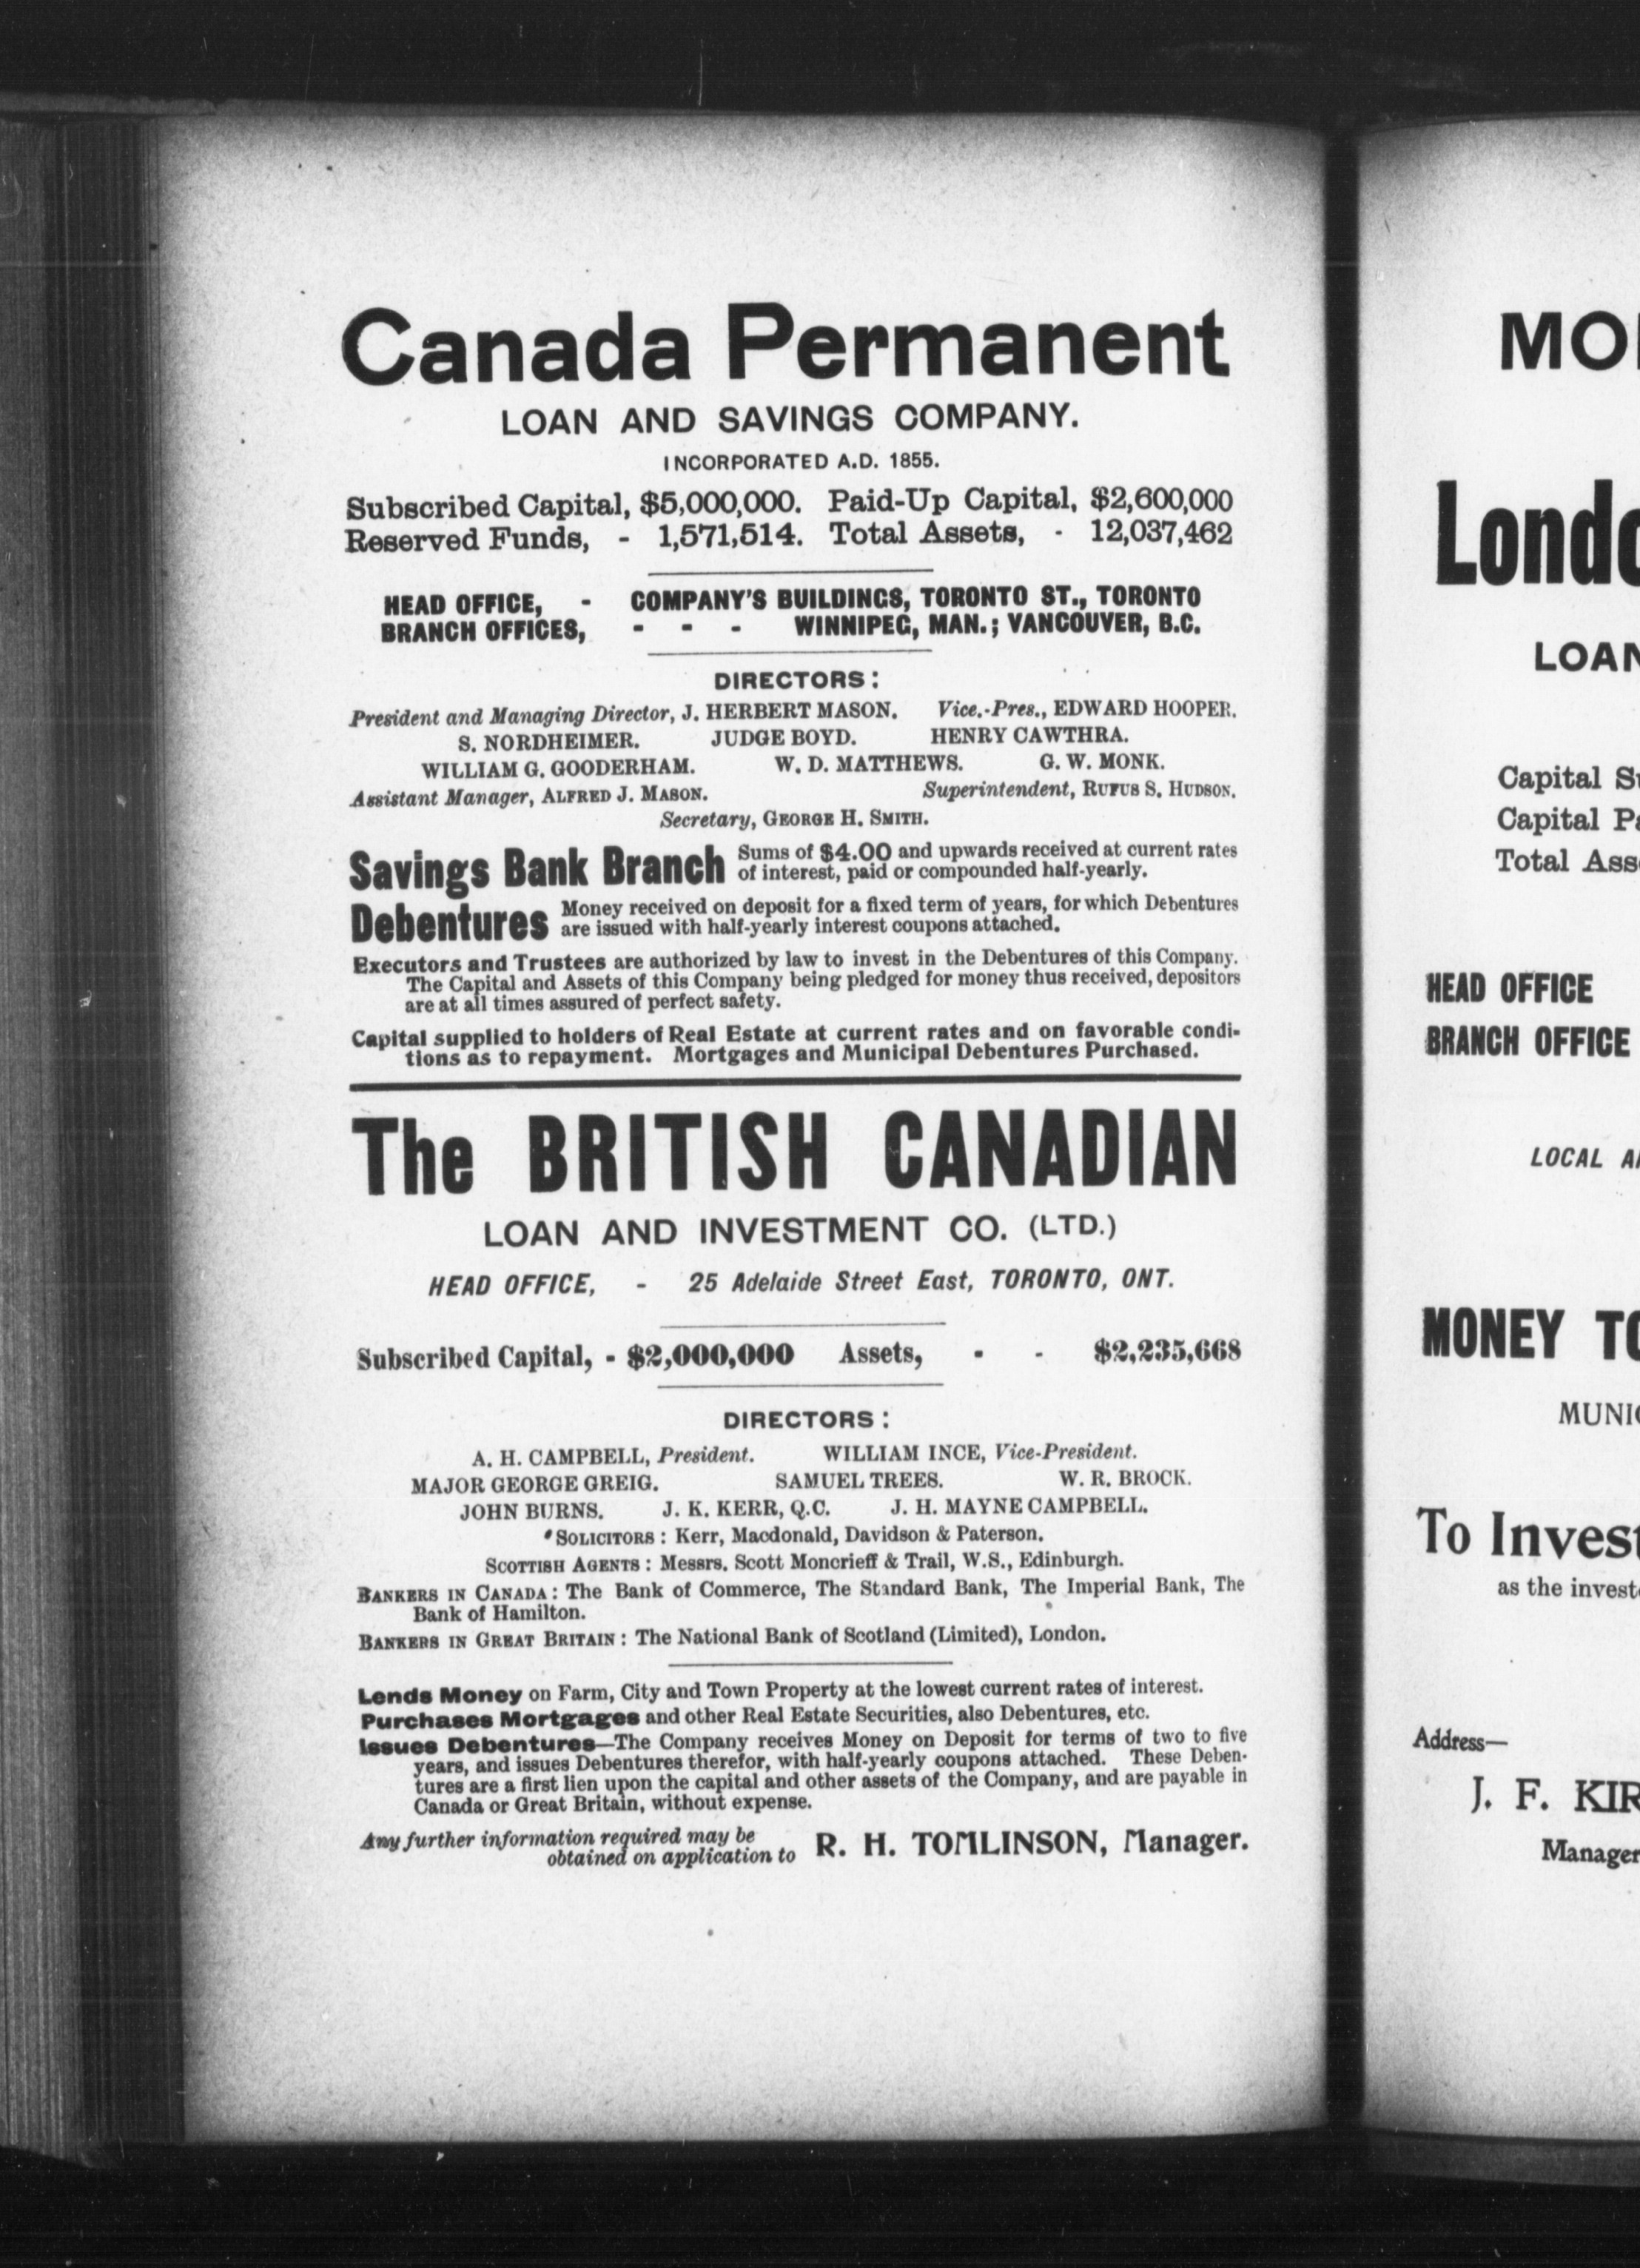 Canada Permanent
LOAN AND SAVINGS COMPANY.
INCORPORATED A.D. 1855.
Subscribed Capital, $5,000,000. Paid-Up Capital, $2,600,000
Reserved Funds, - 1,571,514. Total Assets, - 12,037,462
HEAD OFFICE, - COMPANY'S BUILDINGS, TORONTO ST., TORONTO
BRANCH OFFICES, - - - WINNIPEG, MAN.; VANCOUVER, B.C.
DIRECTORS:
President and Managing Director, J. HERBERT MASON. Vice.-Pres., EDWARD HOOPER.
S. NORDHEIMER. JUDGE BOYD. HENRY CAWTHRA.
WILLIAM G. GOODERHAM. W. D. MATTHEWS. G. W. MONK.
Assistant Manager, ALFRED J. MASON. Superintendent, RUFUS S. HUDSON.
Secretary, GEORGE H. SMITH.
Savings Bank Branch Sums of $4.00 and upwards received at current rates
of interest, paid or compounded half-yearly.
Debentures Money received on deposit for a fixed term of years, for which Debentures
are issued with half-yearly interest coupons attached.
Executors and Trustees are authorized by law to invest in the Debentures of this Company.
The Capital and Assets of this Company being pledged for money thus received, depositors
are at all times assured of perfect safety.
Capital supplied to holders of Real Estate at current rates and on favorable condi-
tions as to repayment. Mortgages and Municipal Debentures Purchased.
The BRITISH CANADIAN
LOAN AND INVESTMENT CO. (LTD.)
HEAD OFFICE, - 25 Adelaide Street East, TORONTO, ONT.
Subscribed Capital, - $2,000,000 Assets, - - $2,235,668
DIRECTORS:
A. H. CAMPBELL, President. WILLIAM INCE, Vice-President.
MAJOR GEORGE GREIG. SAMUEL TREES. W. R. BROCK.
JOHN BURNS. J. K. KERR, Q.C. J. H. MAYNE CAMPBELL.
SOLICITORS: Kerr, Macdonald, Davidson & Paterson.
SCOTTISH AGENTS: Messrs. Scott Moncrieff & Trail, W.S., Edinburgh.
BANKERS IN CANADA: The Bank of Commerce, The Standard Bank, The Imperial Bank, The
Bank of Hamilton.
BANKERS IN GREAT BRITAIN: The National Bank of Scotland (Limited), London.
Lends Money on Farm, City and Town Property at the lowest current rates of interest.
Purchases Mortgages and other Real Estate Securities, also Debentures, etc.
Issues Debentures—The Company receives Money on Deposit for terms of two to five
years, and issues Debentures therefor, with half-yearly coupons attached. These Deben-
tures are a first lien upon the capital and other assets of the Company, and are payable in
Canada or Great Britain, without expense.
Any further information required may be
obtained on application to R. H. TOMLINSON, Manager.
LOAN
Capital
Capital
Total
HEAD OFFICE
BRANCH OFFICE
LOCAL
MONEY
To Invest
as the
Address—
J. F.
Manager